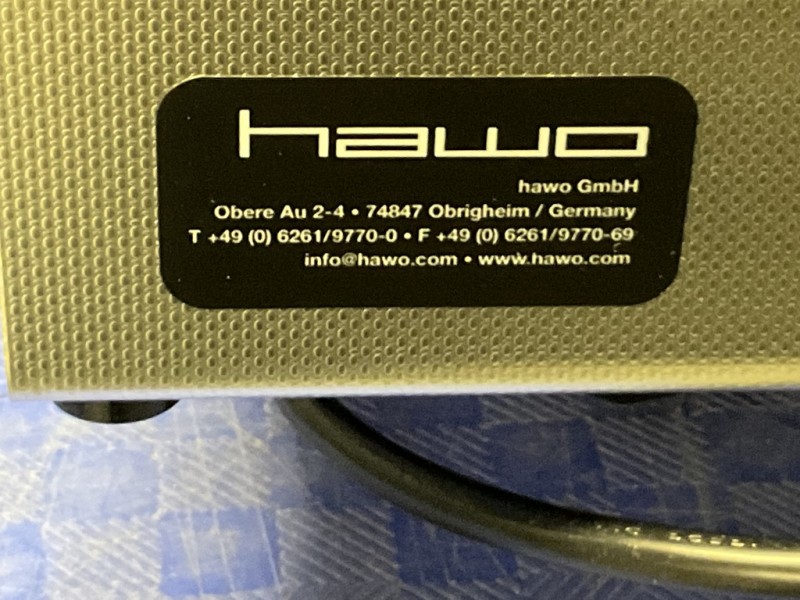 hawo
hawo GmbH
Obere Au 2-4 • 74847 Obrigheim / Germany
T +49 (0) 6261/9770-0 • F +49 (0) 6261/9770-69
info@hawo.com • www.hawo.com